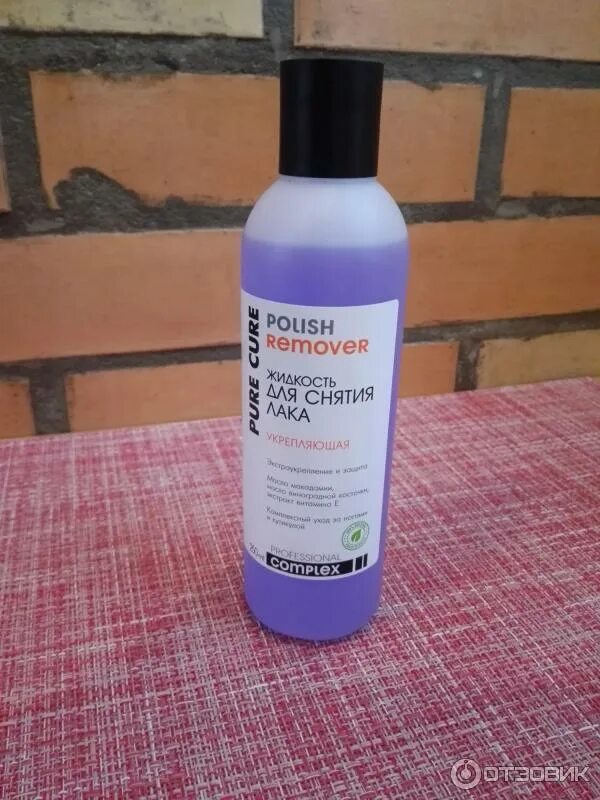 PURE CURE
POLISH
REMOVER
ЖИДКОСТЬ
ДЛЯ СНЯТИЯ
ЛАКА
УКРЕПЛЯЮЩАЯ
Экстраукрепление и защита
Масло макадамии,
масло виноградной косточки,
экстракт витамина Е
Комплексный уход за ногтями
и кутикулой
PROFESSIONAL
COMPLEX
ОТЗОВИК